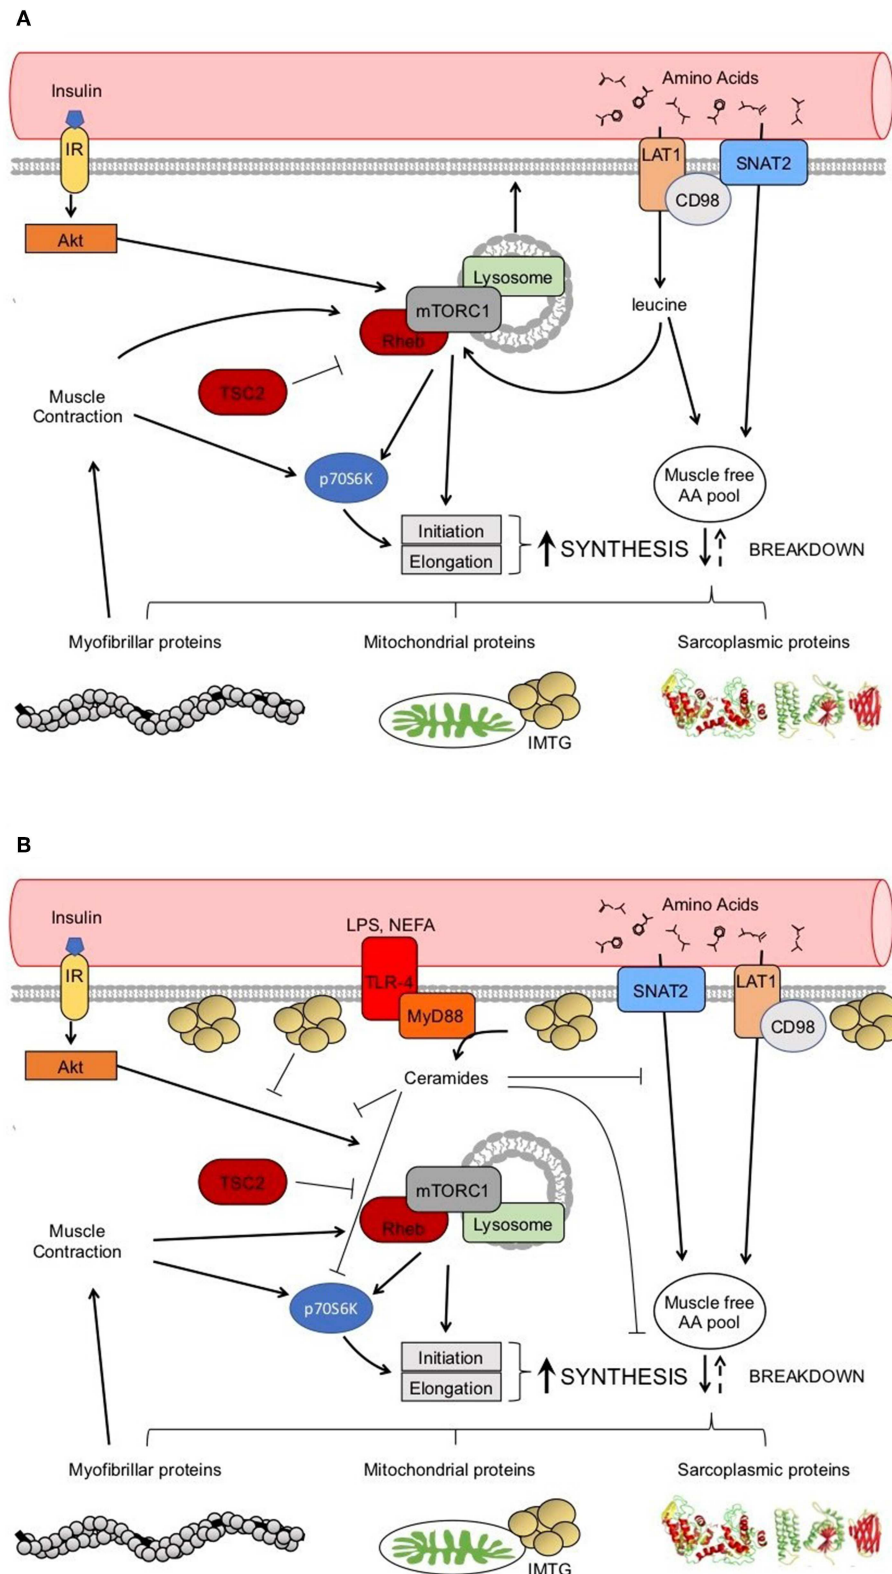 A
Insulin
Amino Acids
IR
LAT1
SNAT2
CD98
Akt
Lysosome
mTORC1
leucine
Rheb
TSC2
Muscle
Contraction
p70S6K
Muscle free
AA pool
Initiation
Elongation
SYNTHESIS
BREAKDOWN
Myofibrillar proteins
Mitochondrial proteins
Sarcoplasmic proteins
IMTG
B
Insulin
LPS, NEFA
Amino Acids
IR
TLR-4
SNAT2
LAT1
MyD88
CD98
Akt
Ceramides
TSC2
mTORC1
Rheb
Lysosome
Muscle
Contraction
p70S6K
Muscle free
AA pool
Initiation
Elongation
SYNTHESIS
BREAKDOWN
Myofibrillar proteins
Mitochondrial proteins
Sarcoplasmic proteins
IMTG